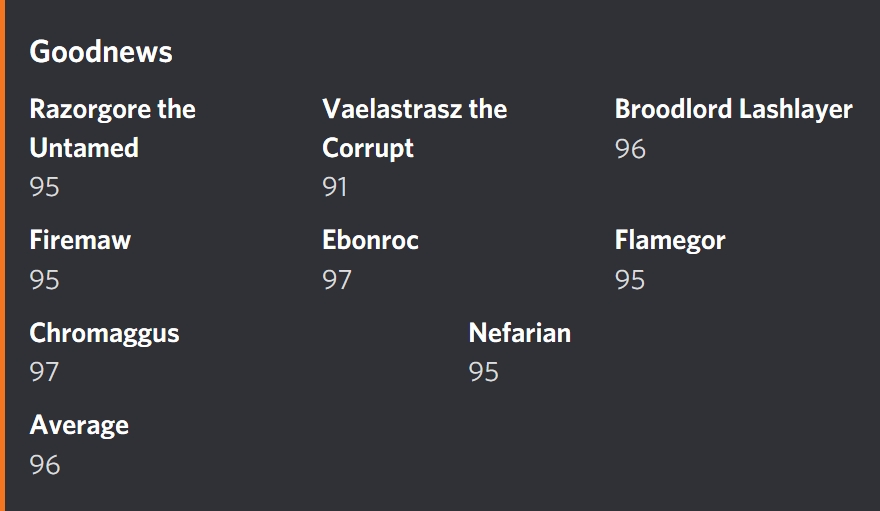 Goodnews
Razorgore the
Untamed
95
Vaelastrasz the
Corrupt
91
Broodlord Lashlayer
96
Firemaw
95
Ebonroc
97
Flamegor
95
Chromaggus
97
Nefarian
95
Average
96